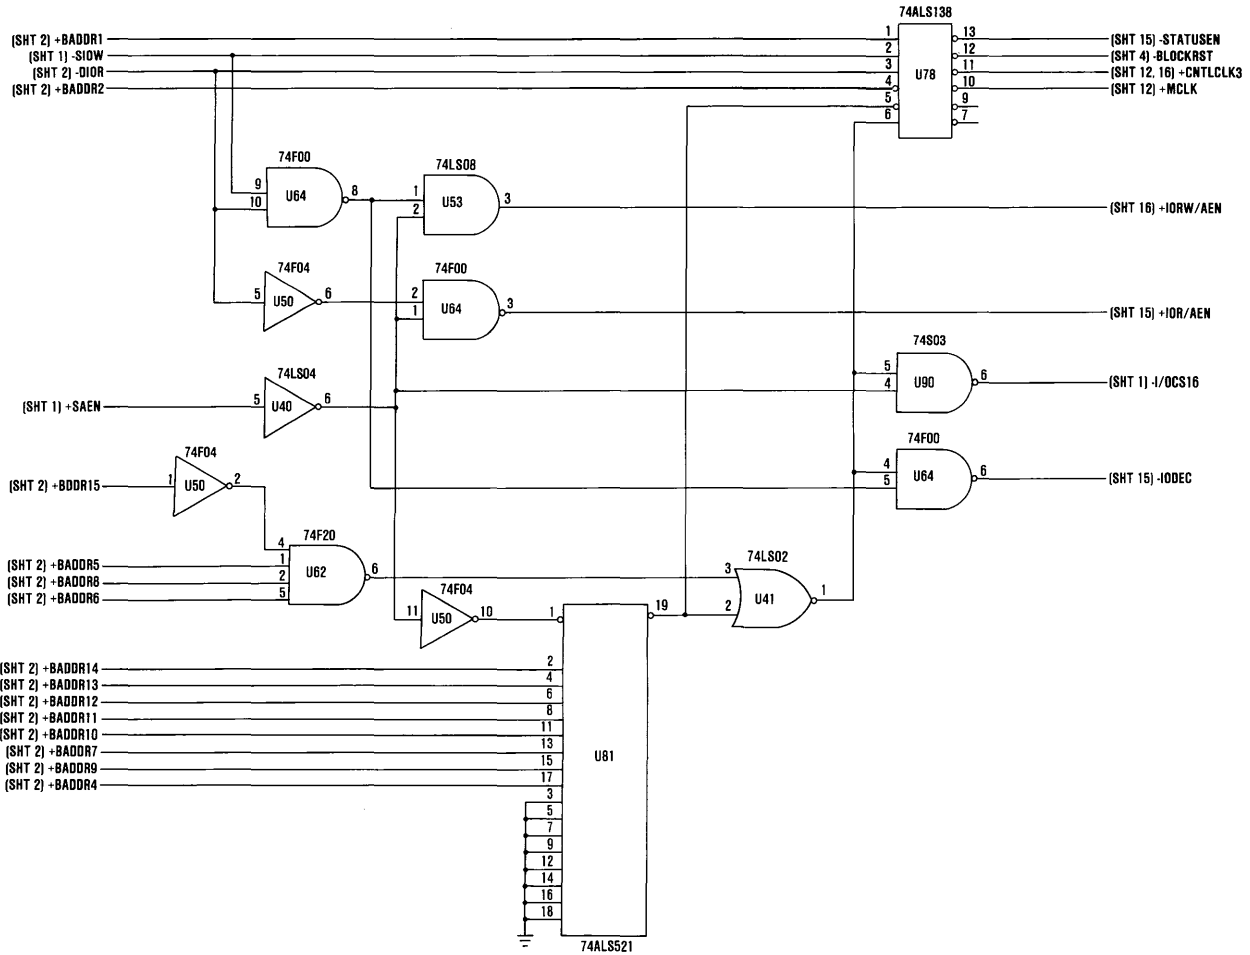 74ALS138
(SHT 2) +BADDR1
1
13
(SHT 15) -STATUSEN
(SHT 1) -SIOW
2
12
(SHT 4) -BLOCKRST
(SHT 2) -DIOR
3
U78
11
(SHT 12, 16) +CNTLCLK3
(SHT 2) +BADDR2
4
10
(SHT 12) +MCLK
5
9
6
7
74F00
9
10
U64
8
74LS08
1
2
U53
3
(SHT 16) +IORW/AEN
74F04
5
U50
6
74F00
2
1
U64
3
(SHT 15) +IOR/AEN
74S03
5
4
U90
6
(SHT 1) -I/OCS16
74LS04
(SHT 1) +SAEN
5
U40
6
74F00
4
5
U64
6
(SHT 15) -IODEC
74F04
(SHT 2) +BDDR15
1
U50
2
74F20
4
(SHT 2) +BADDR5
1
(SHT 2) +BADDR8
2
U62
6
(SHT 2) +BADDR6
5
74LS02
3
2
U41
1
74F04
11
U50
10
1
19
(SHT 2) +BADDR14
2
(SHT 2) +BADDR13
4
(SHT 2) +BADDR12
6
(SHT 2) +BADDR11
8
(SHT 2) +BADDR10
11
(SHT 2) +BADDR7
13
(SHT 2) +BADDR9
15
U81
(SHT 2) +BADDR4
17
3
5
7
9
12
14
16
18
74ALS521